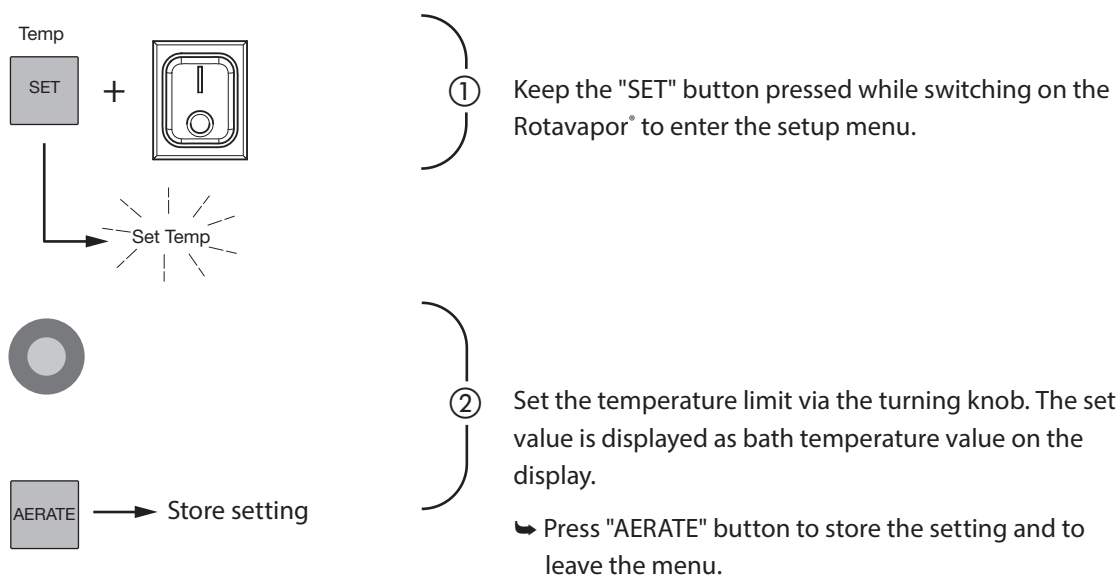 Temp
SET
+
Set Temp
① Keep the "SET" button pressed while switching on the
Rotavapor® to enter the setup menu.
② Set the temperature limit via the turning knob. The set
value is displayed as bath temperature value on the
display.
AERATE → Store setting
➥ Press "AERATE" button to store the setting and to
leave the menu.